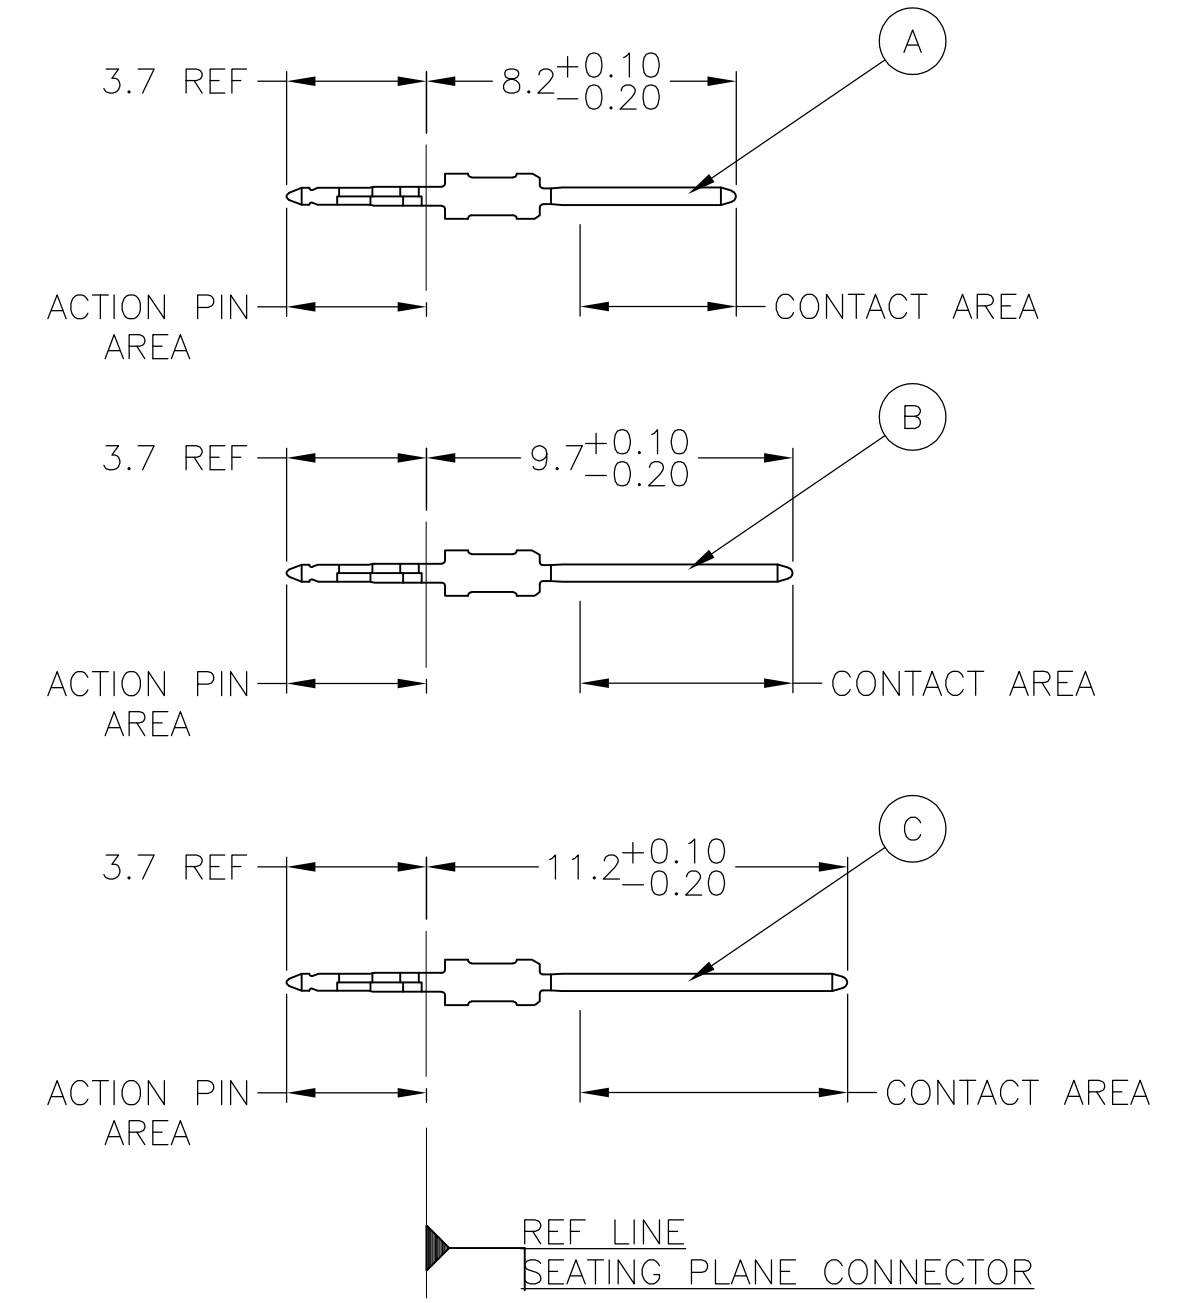 A
3.7 REF 8.2 +0.10
-0.20
ACTION PIN
AREA
CONTACT AREA
B
3.7 REF 9.7 +0.10
-0.20
ACTION PIN
AREA
CONTACT AREA
C
3.7 REF 11.2 +0.10
-0.20
ACTION PIN
AREA
CONTACT AREA
REF LINE
SEATING PLANE CONNECTOR